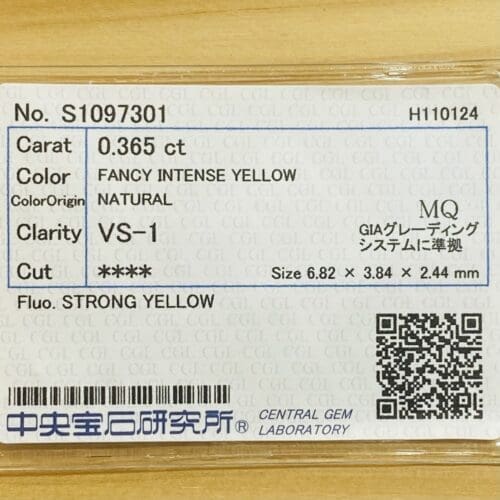 No. S1097301 H110124
Carat 0.365 ct
Color FANCY INTENSE YELLOW
ColorOrigin NATURAL
Clarity VS-1
MQ
GIAグレーディング
システムに準拠
Cut ****
Size 6.82 × 3.84 × 2.44 mm
Fluo. STRONG YELLOW
中央宝石研究所® CENTRAL GEM
LABORATORY